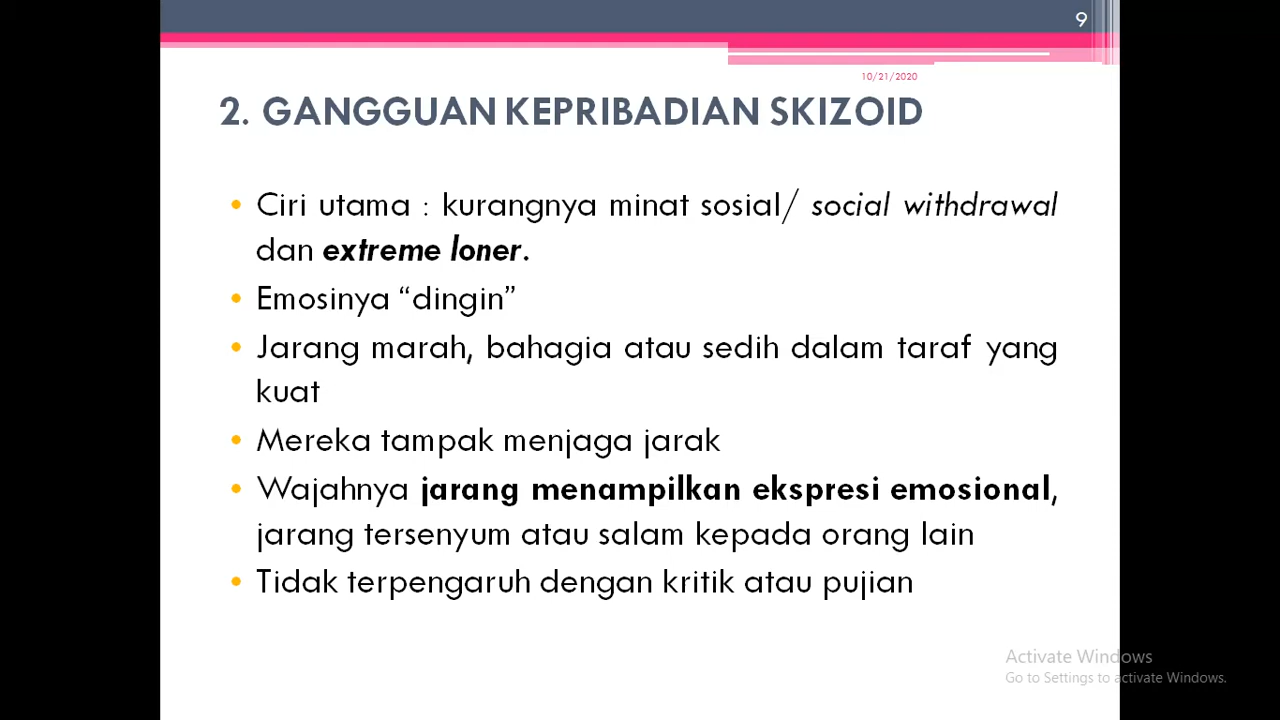 9
10/21/2020
2. GANGGUAN KEPRIBADIAN SKIZOID
• Ciri utama : kurangnya minat sosial/ social withdrawal
dan extreme loner.
• Emosinya “dingin”
• Jarang marah, bahagia atau sedih dalam taraf yang
kuat
• Mereka tampak menjaga jarak
• Wajahnya jarang menampilkan ekspresi emosional,
jarang tersenyum atau salam kepada orang lain
• Tidak terpengaruh dengan kritik atau pujian
Activate Windows
Go to Settings to activate Windows.